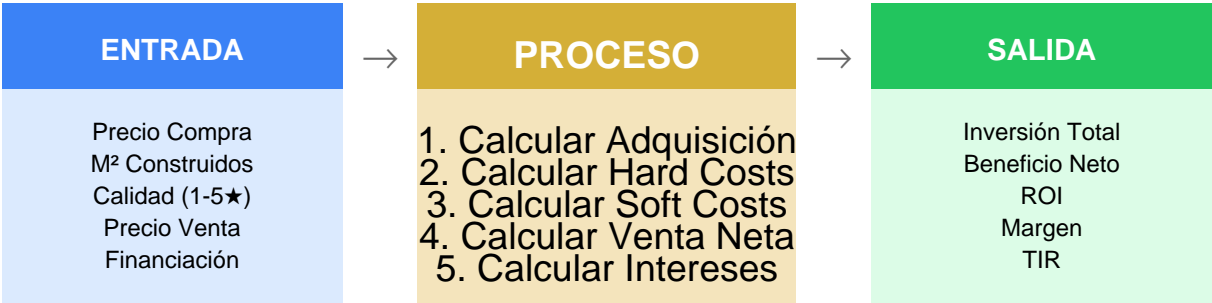 ENTRADA
Precio Compra
M² Construidos
Calidad (1-5★)
Precio Venta
Financiación
→
PROCESO
1. Calcular Adquisición
2. Calcular Hard Costs
3. Calcular Soft Costs
4. Calcular Venta Neta
5. Calcular Intereses
→
SALIDA
Inversión Total
Beneficio Neto
ROI
Margen
TIR